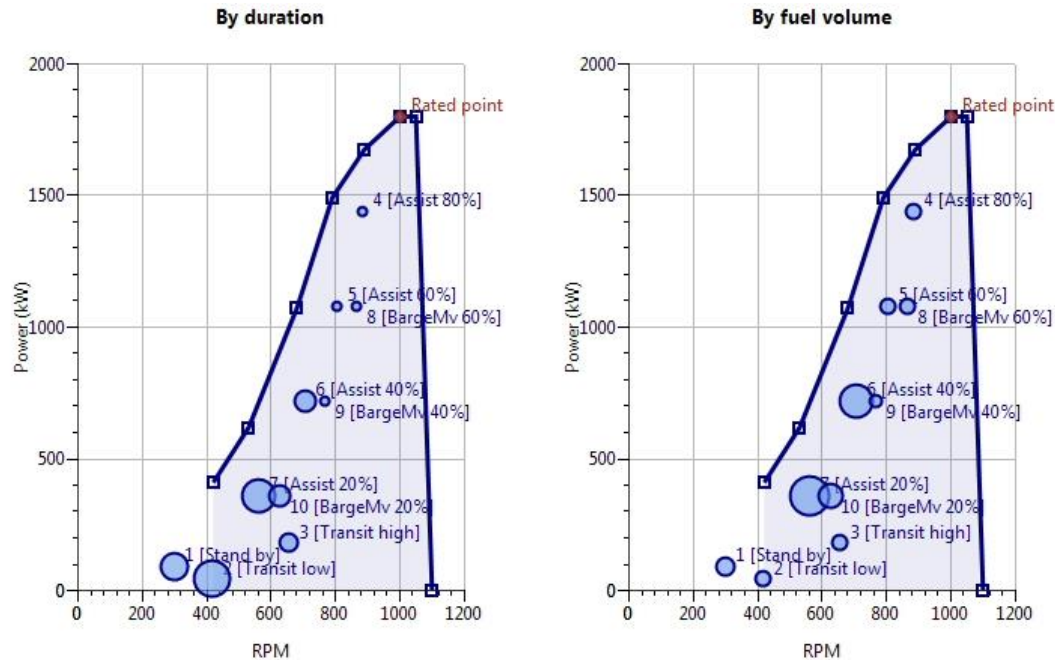 By duration
2000
1500
1000
500
0
Power (kW)
0
200
400
600
800
1000
1200
RPM
Rated point
4 [Assist 80%]
5 [Assist 60%]
8 [BargeMv 60%]
6 [Assist 40%]
9 [BargeMv 40%]
7 [Assist 20%]
10 [BargeMv 20%]
3 [Transit high]
1 [Stand by]
2 [Transit low]
By fuel volume
2000
1500
1000
500
0
Power (kW)
0
200
400
600
800
1000
1200
RPM
Rated point
4 [Assist 80%]
5 [Assist 60%]
8 [BargeMv 60%]
6 [Assist 40%]
9 [BargeMv 40%]
7 [Assist 20%]
10 [BargeMv 20%]
3 [Transit high]
1 [Stand by]
2 [Transit low]